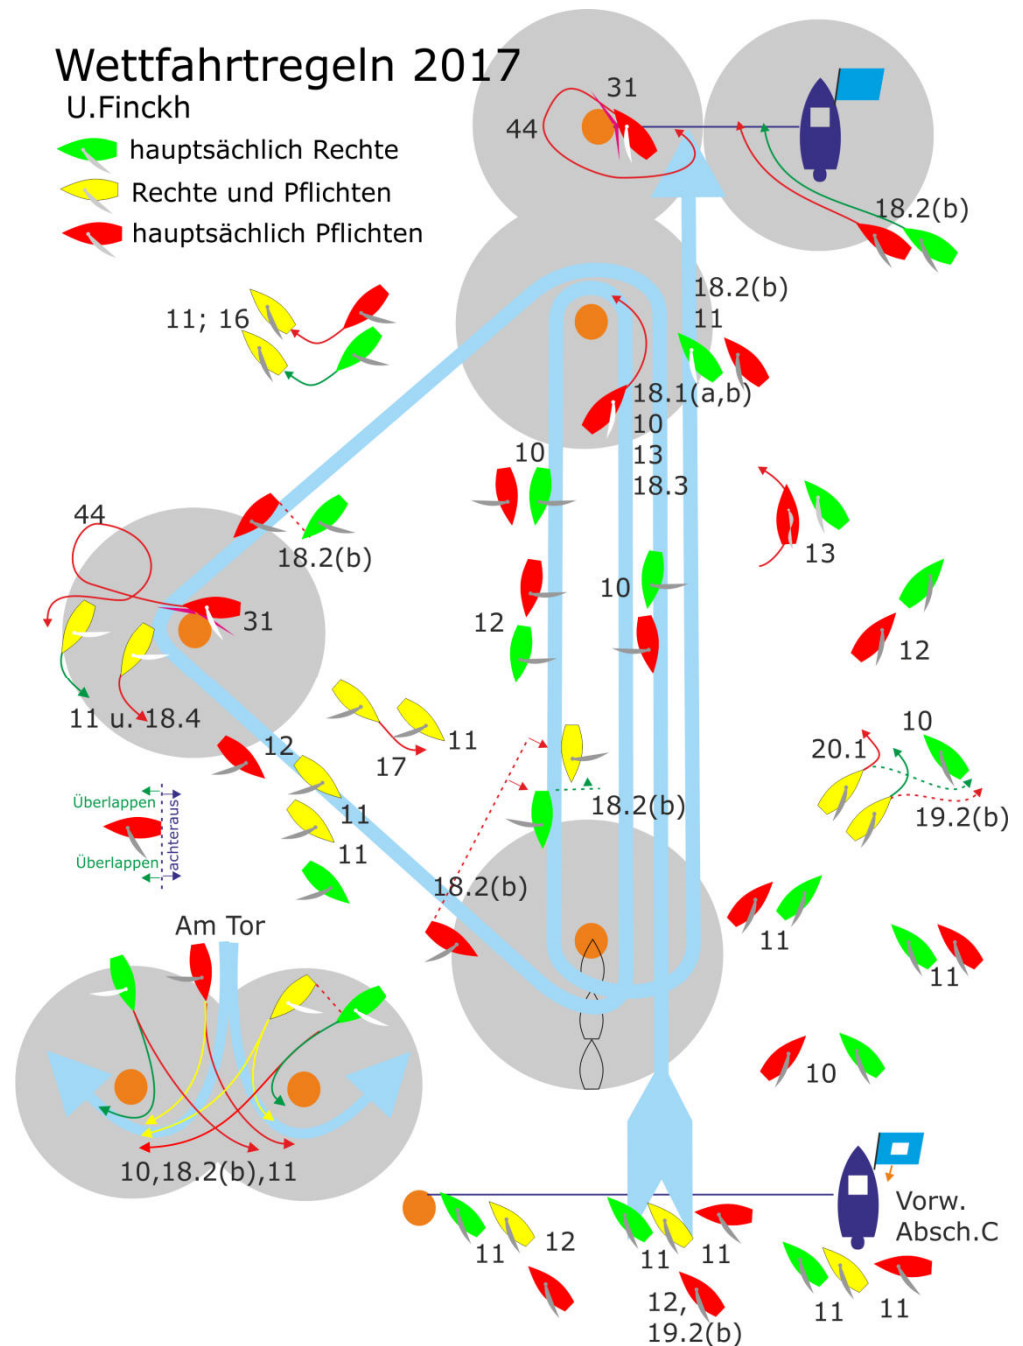 Wettfahrtregeln 2017
U.Finckh
hauptsächlich Rechte
Rechte und Pflichten
hauptsächlich Pflichten
31
44
18.2(b)
11; 16
18.2(b)
11
18.1(a,b)
10
13
18.3
10
44
18.2(b)
13
10
12
12
31
11 u. 18.4
12
11
17
10
20.1
18.2(b)
19.2(b)
11
11
Überlappen
achteraus
Überlappen
18.2(b)
11
11
Am Tor
10
10,18.2(b),11
Vorw.
Absch.C
11
12
11
11
11
11
12,
19.2(b)